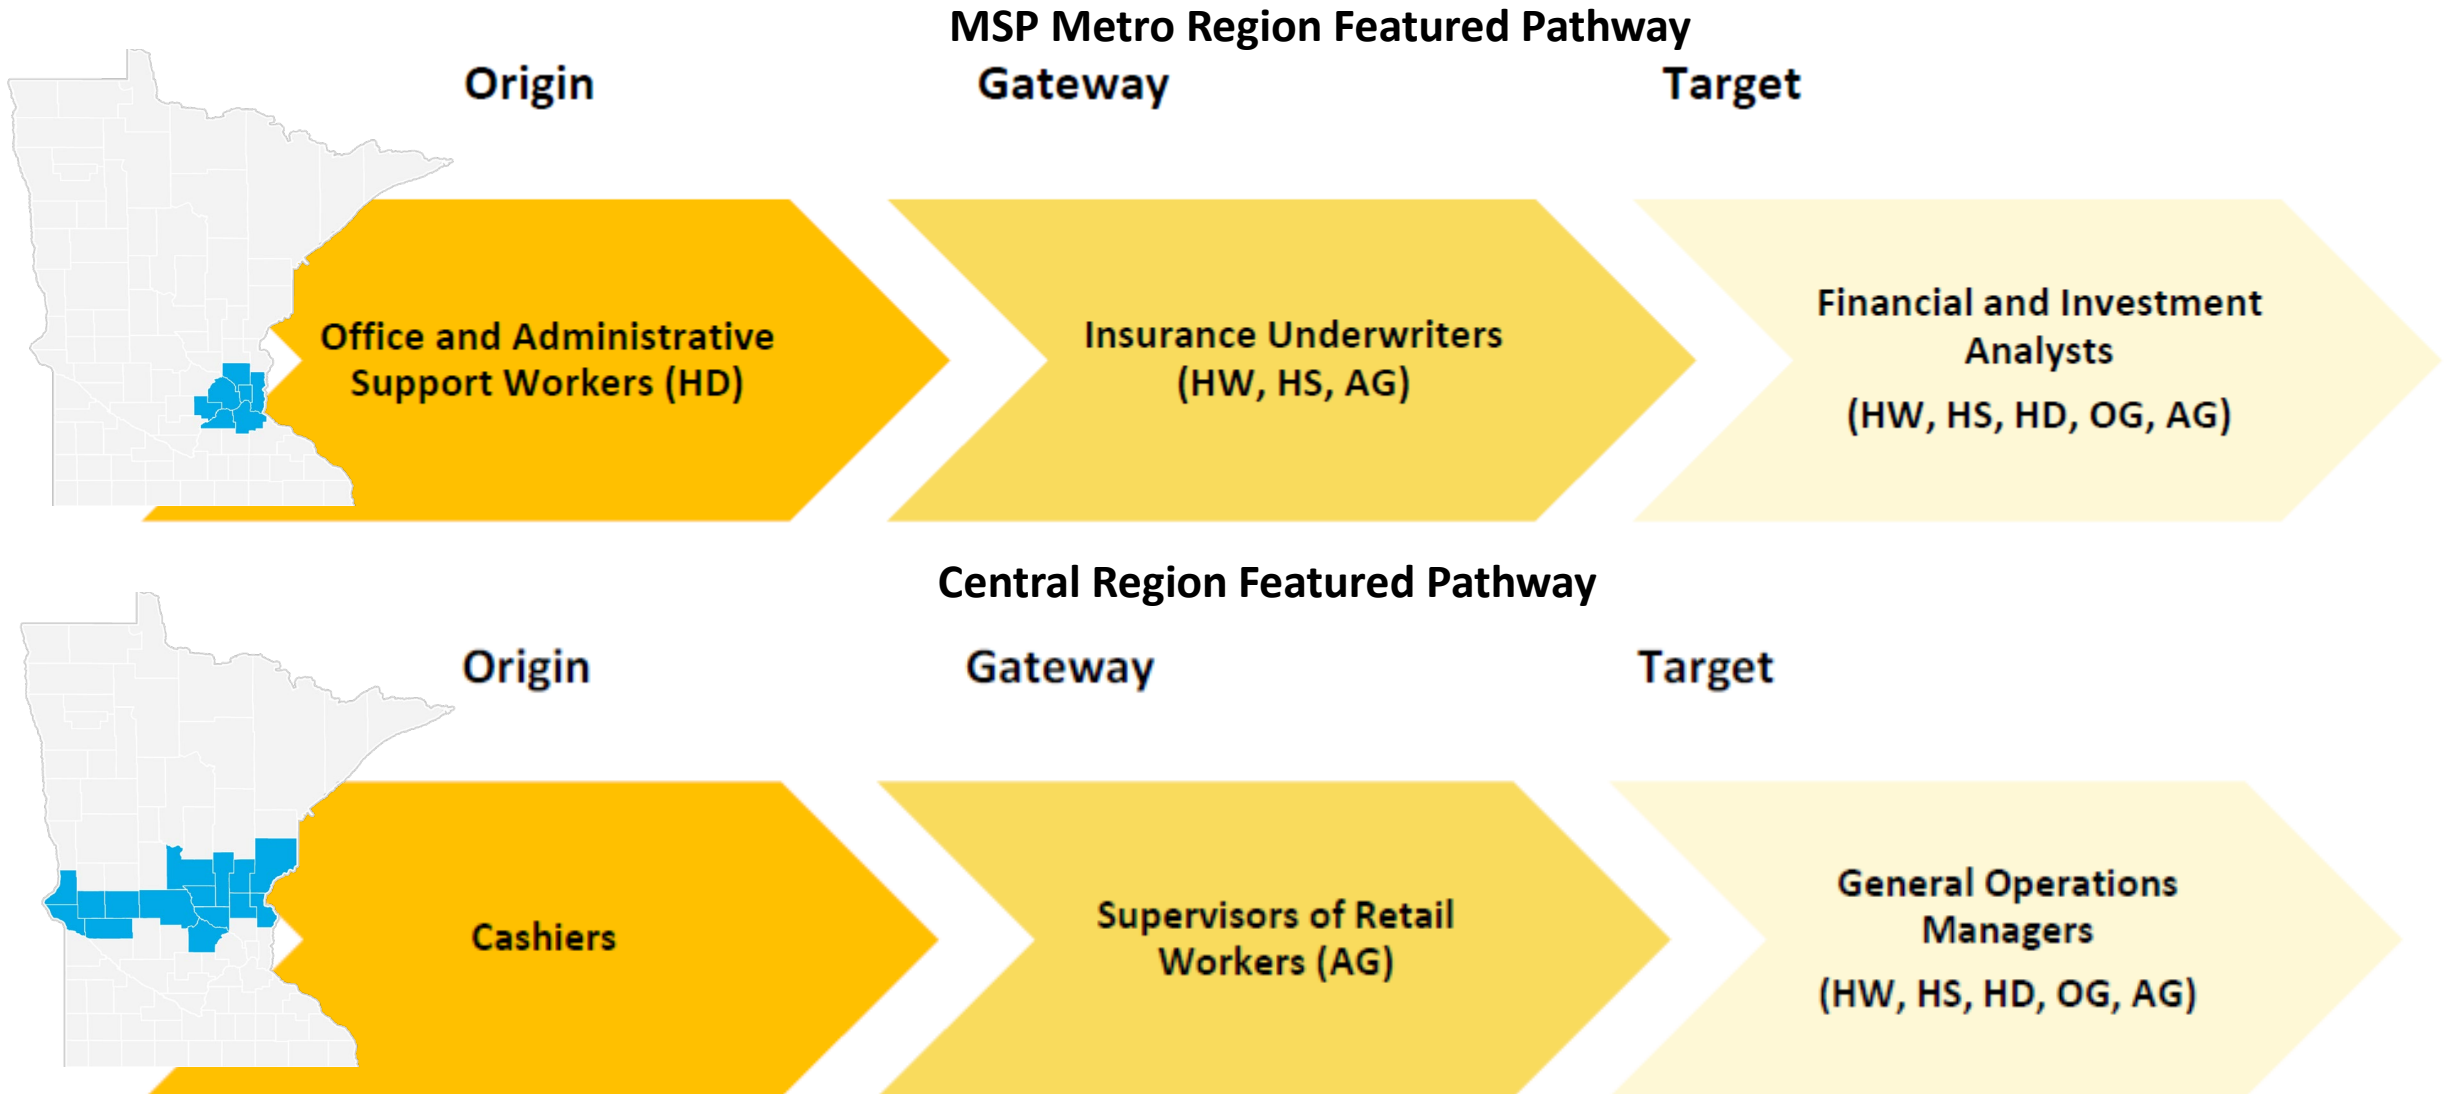 MSP Metro Region Featured Pathway
Origin
Gateway
Target
Office and Administrative
Support Workers (HD)
Insurance Underwriters
(HW, HS, AG)
Financial and Investment
Analysts
(HW, HS, HD, OG, AG)
Central Region Featured Pathway
Origin
Gateway
Target
Cashiers
Supervisors of Retail
Workers (AG)
General Operations
Managers
(HW, HS, HD, OG, AG)